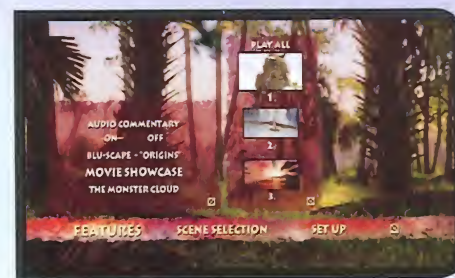 PLAY ALL
1.
2.
3.
AUDIO COMMENTARY
ON OFF
BLU-SCAPE - "ORIGINS"
MOVIE SHOWCASE
THE MONSTER CLOUD
FEATURES SCENE SELECTION SET UP